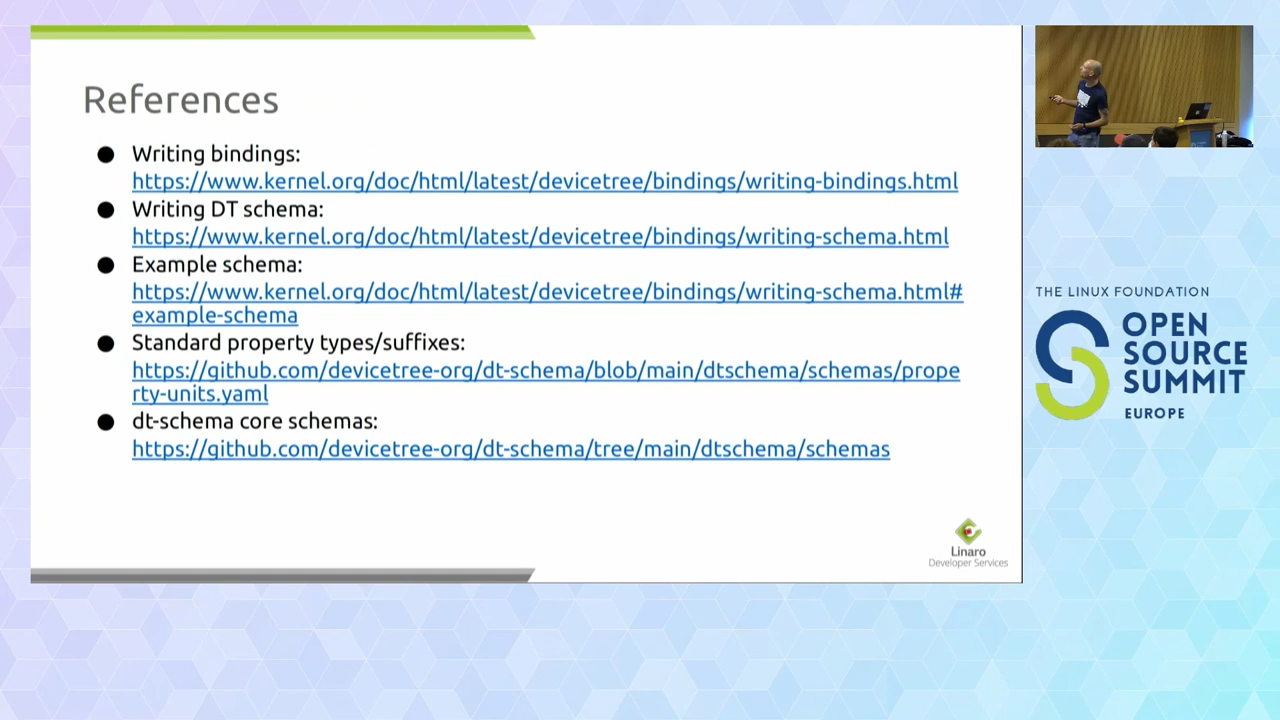 References
● Writing bindings:
https://www.kernel.org/doc/html/latest/devicetree/bindings/writing-bindings.html
● Writing DT schema:
https://www.kernel.org/doc/html/latest/devicetree/bindings/writing-schema.html
● Example schema:
https://www.kernel.org/doc/html/latest/devicetree/bindings/writing-schema.html#
example-schema
● Standard property types/suffixes:
https://github.com/devicetree-org/dt-schema/blob/main/dtschema/schemas/prope
rty-units.yaml
● dt-schema core schemas:
https://github.com/devicetree-org/dt-schema/tree/main/dtschema/schemas
Linaro
Developer Services
THE LINUX FOUNDATION
OPEN
SOURCE
SUMMIT
EUROPE